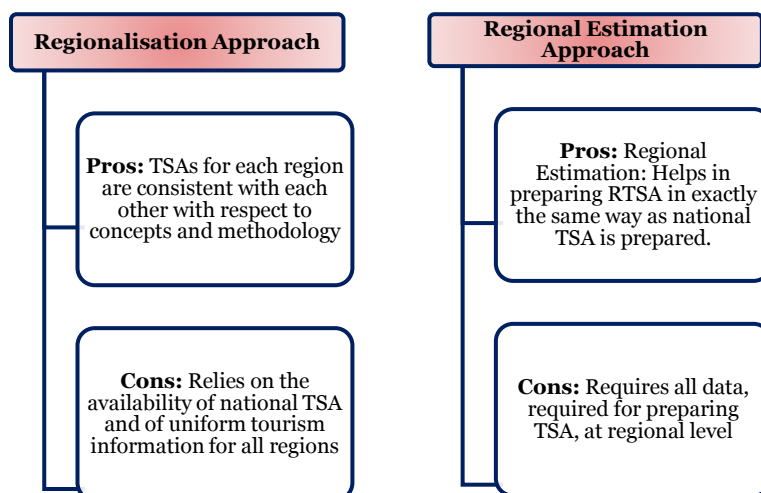 Regionalisation Approach
Pros: TSAs for each region
are consistent with each
other with respect to
concepts and methodology
Cons: Relies on the
availability of national TSA
and of uniform tourism
information for all regions
Regional Estimation
Approach
Pros: Regional
Estimation: Helps in
preparing RTSA in exactly
the same way as national
TSA is prepared.
Cons: Requires all data,
required for preparing
TSA, at regional level